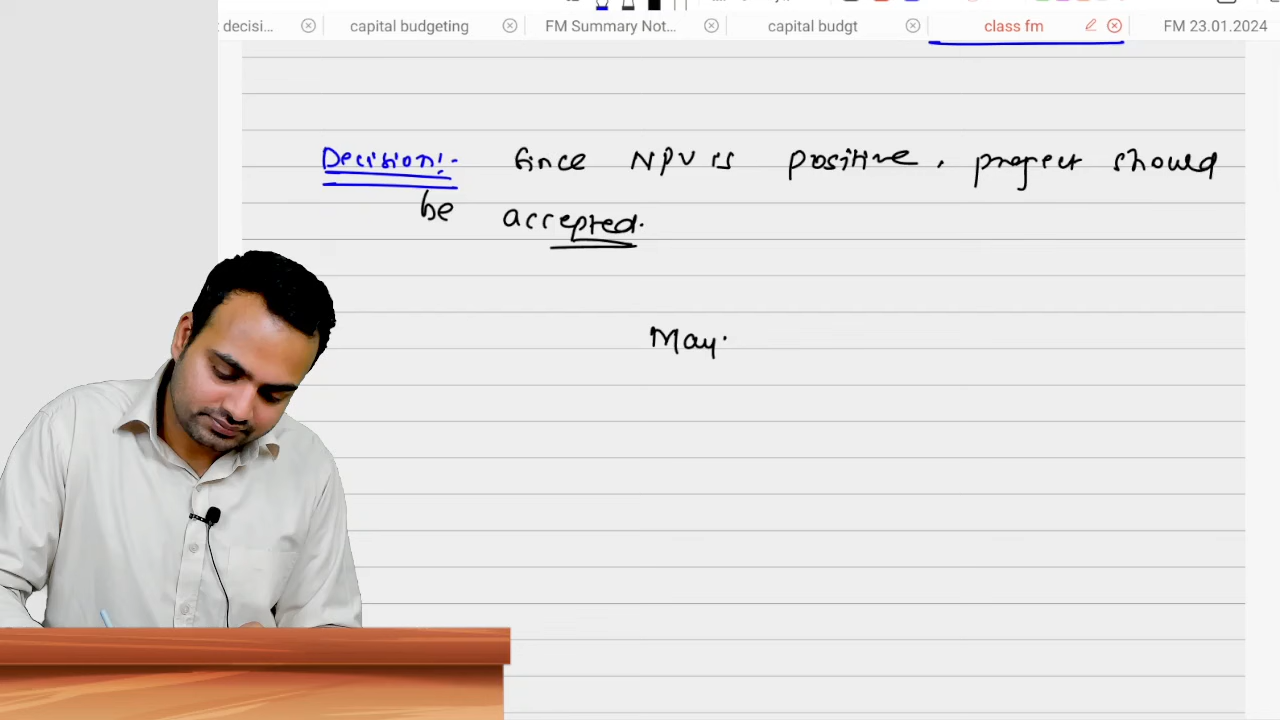 t decisi...
capital budgeting
FM Summary Not...
capital budgt
class fm
FM 23.01.2024
Decision:- Since NPV is positive, project should
be accepted.
May.